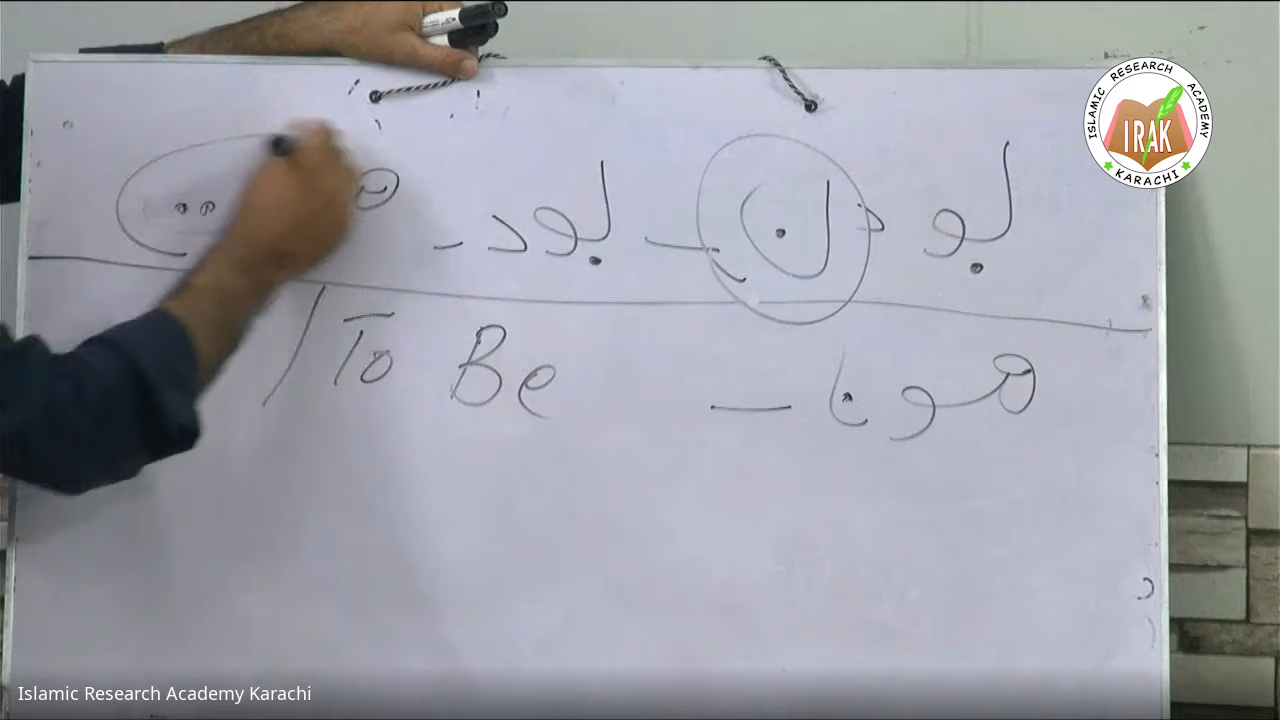 بودن - بود -
ہونا - To Be /
ISLAMIC RESEARCH ACADEMY
IRAK
KARACHI
Islamic Research Academy Karachi